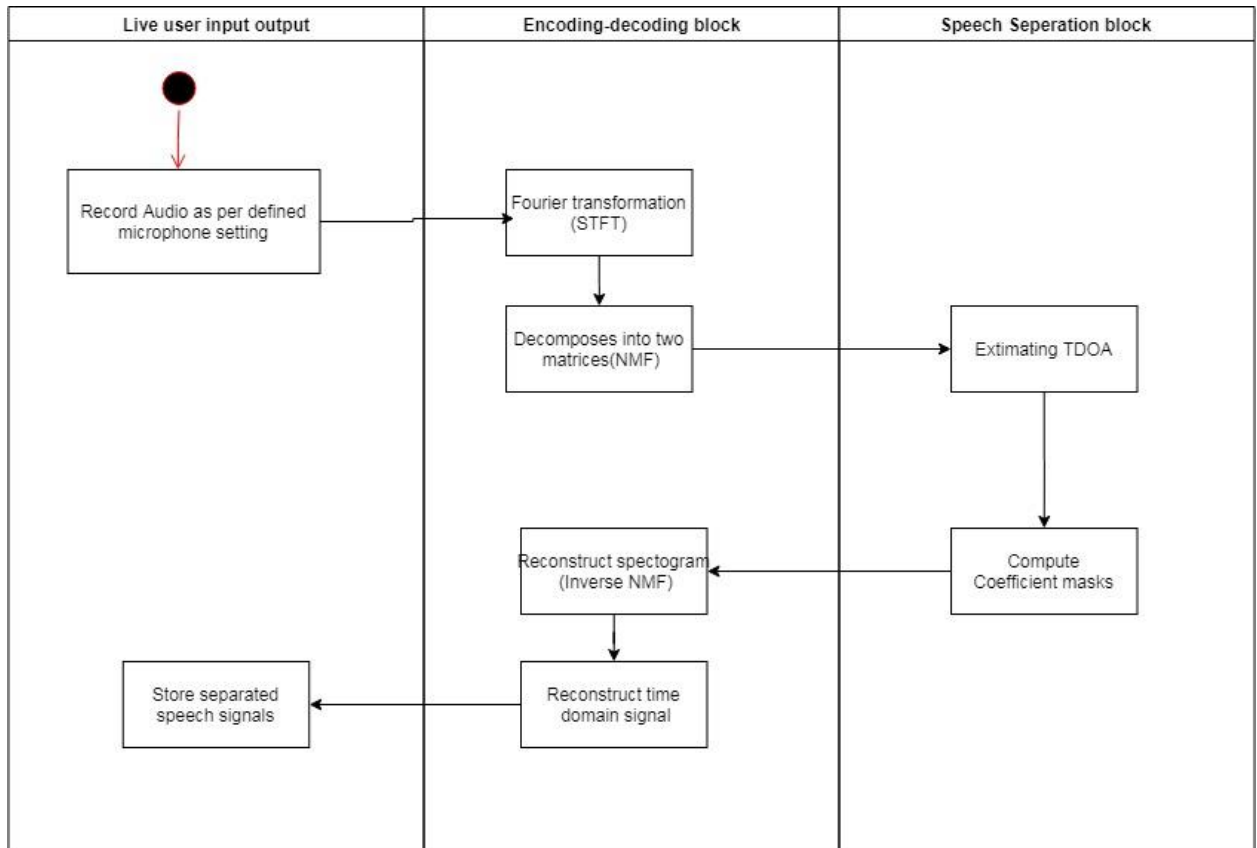 Live user input output
Encoding-decoding block
Speech Seperation block
Record Audio as per defined
microphone setting
Fourier transformation
(STFT)
Decomposes into two
matrices(NMF)
Extimating TDOA
Compute
Coefficient masks
Reconstruct spectogram
(Inverse NMF)
Reconstruct time
domain signal
Store separated
speech signals